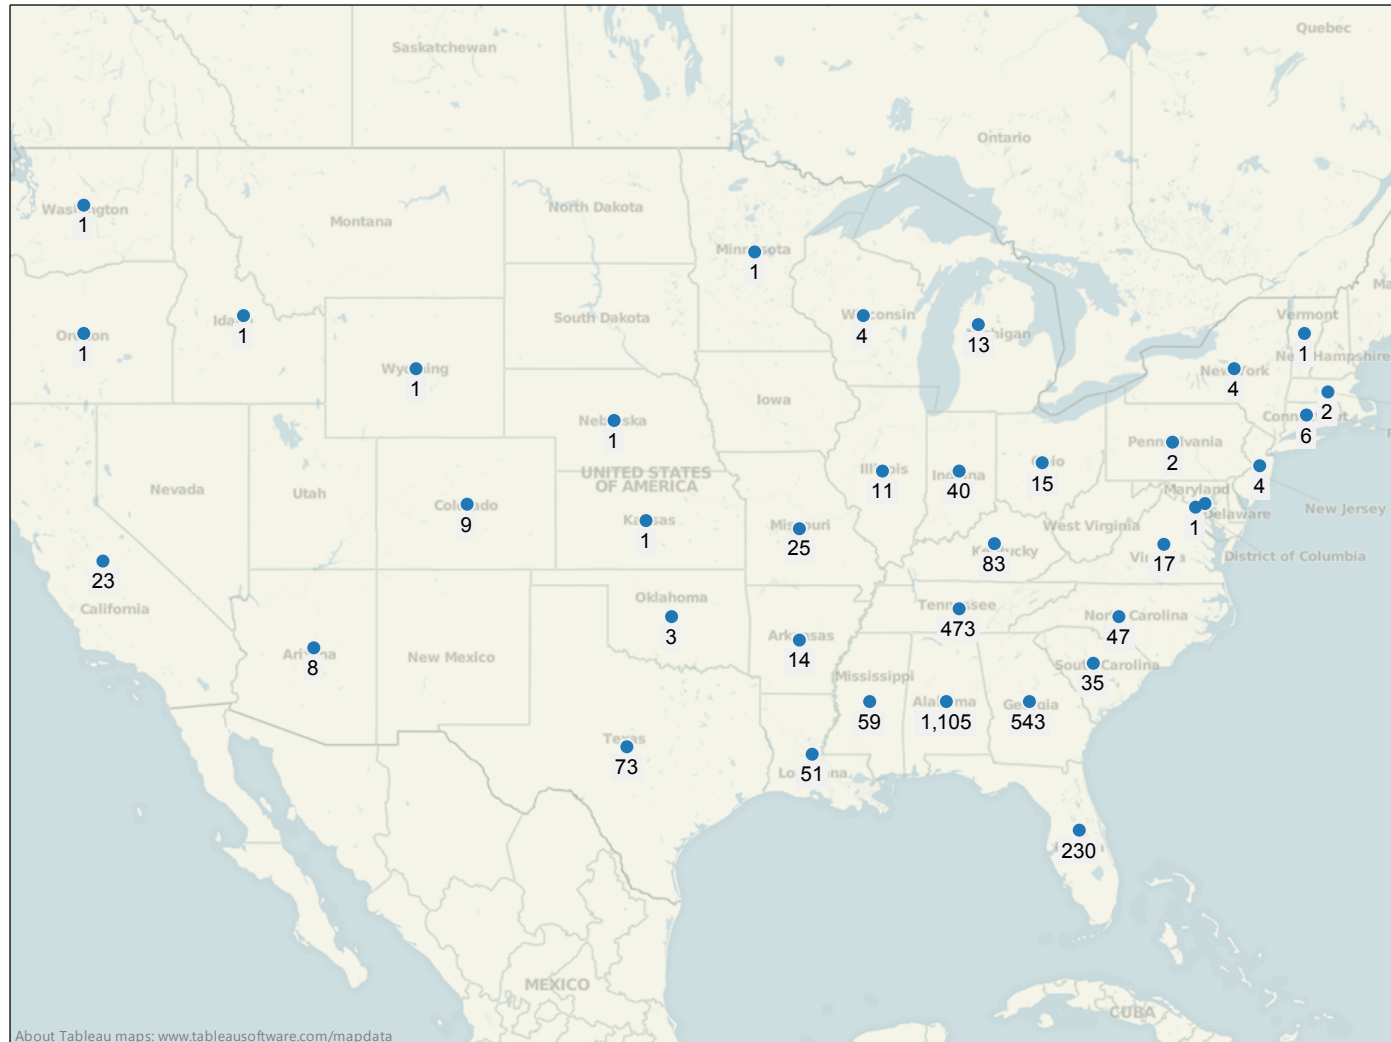 Quebec
Saskatchewan
Ontario
Washington
1
Montana
North Dakota
Minnesota
1
Idaho
1
South Dakota
Wisconsin
4
Michigan
13
Vermont
1
Oregon
1
New Hampshire
Wyoming
1
New York
4
Iowa
2
Nebraska
1
Connecticut
6
Pennsylvania
2
UNITED STATES
OF AMERICA
Nevada
Utah
Illinois
11
Indiana
40
Ohio
15
4
Maryland
Colorado
9
Kansas
1
Missouri
25
West Virginia
1
Delaware
New Jersey
Kentucky
83
Virginia
17
District of Columbia
23
California
Oklahoma
3
Tennessee
473
North Carolina
47
Arizona
8
New Mexico
Arkansas
14
South Carolina
35
Mississippi
59
Alabama
1,105
Georgia
543
Texas
73
Louisiana
51
230
MEXICO
CUBA
About Tableau maps: www.tableausoftware.com/mapdata